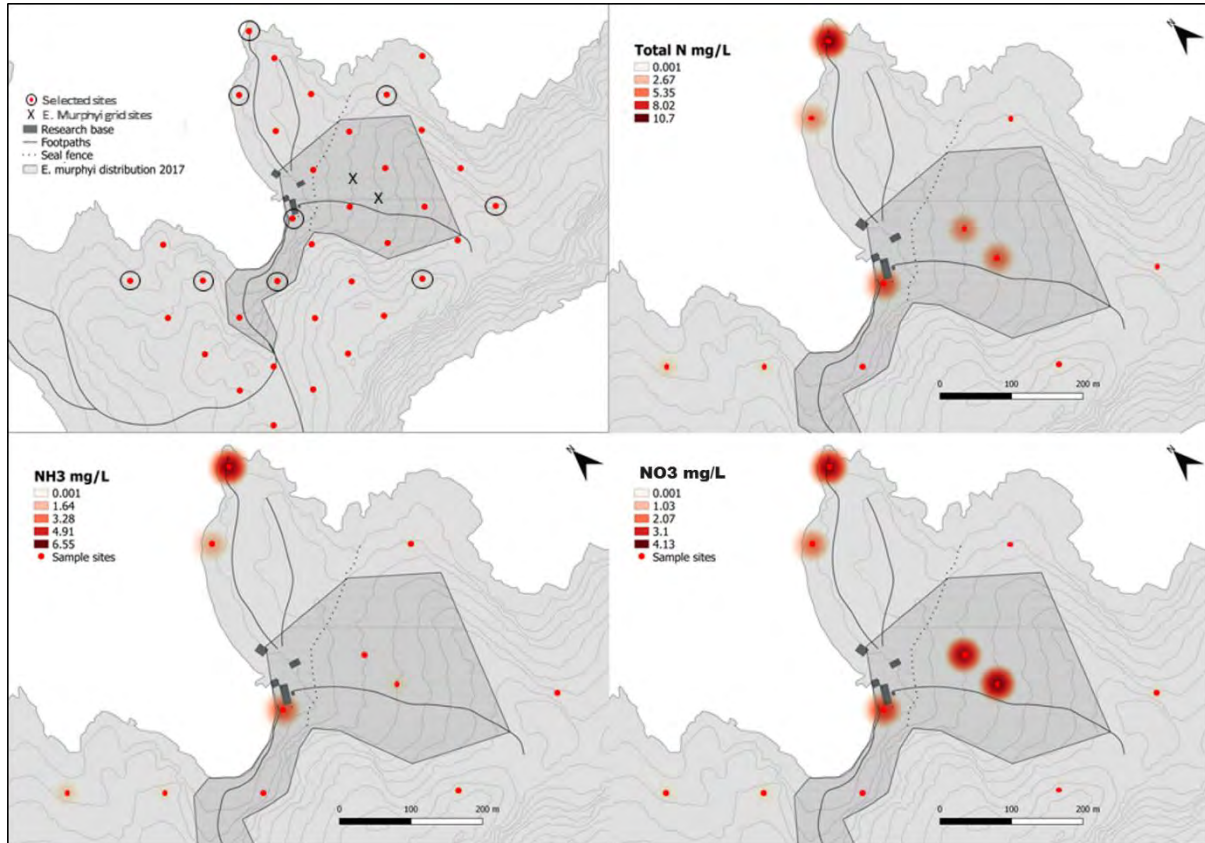 Selected sites
X E. Murphyi grid sites
Research base
Footpaths
Seal fence
E. murphyi distribution 2017
X
X
Total N mg/L
0.001
2.67
5.35
8.02
10.7
N
0 100 200 m
NH3 mg/L
0.001
1.64
3.28
4.91
6.55
Sample sites
N
0 100 200 m
NO3 mg/L
0.001
1.03
2.07
3.1
4.13
Sample sites
N
0 100 200 m